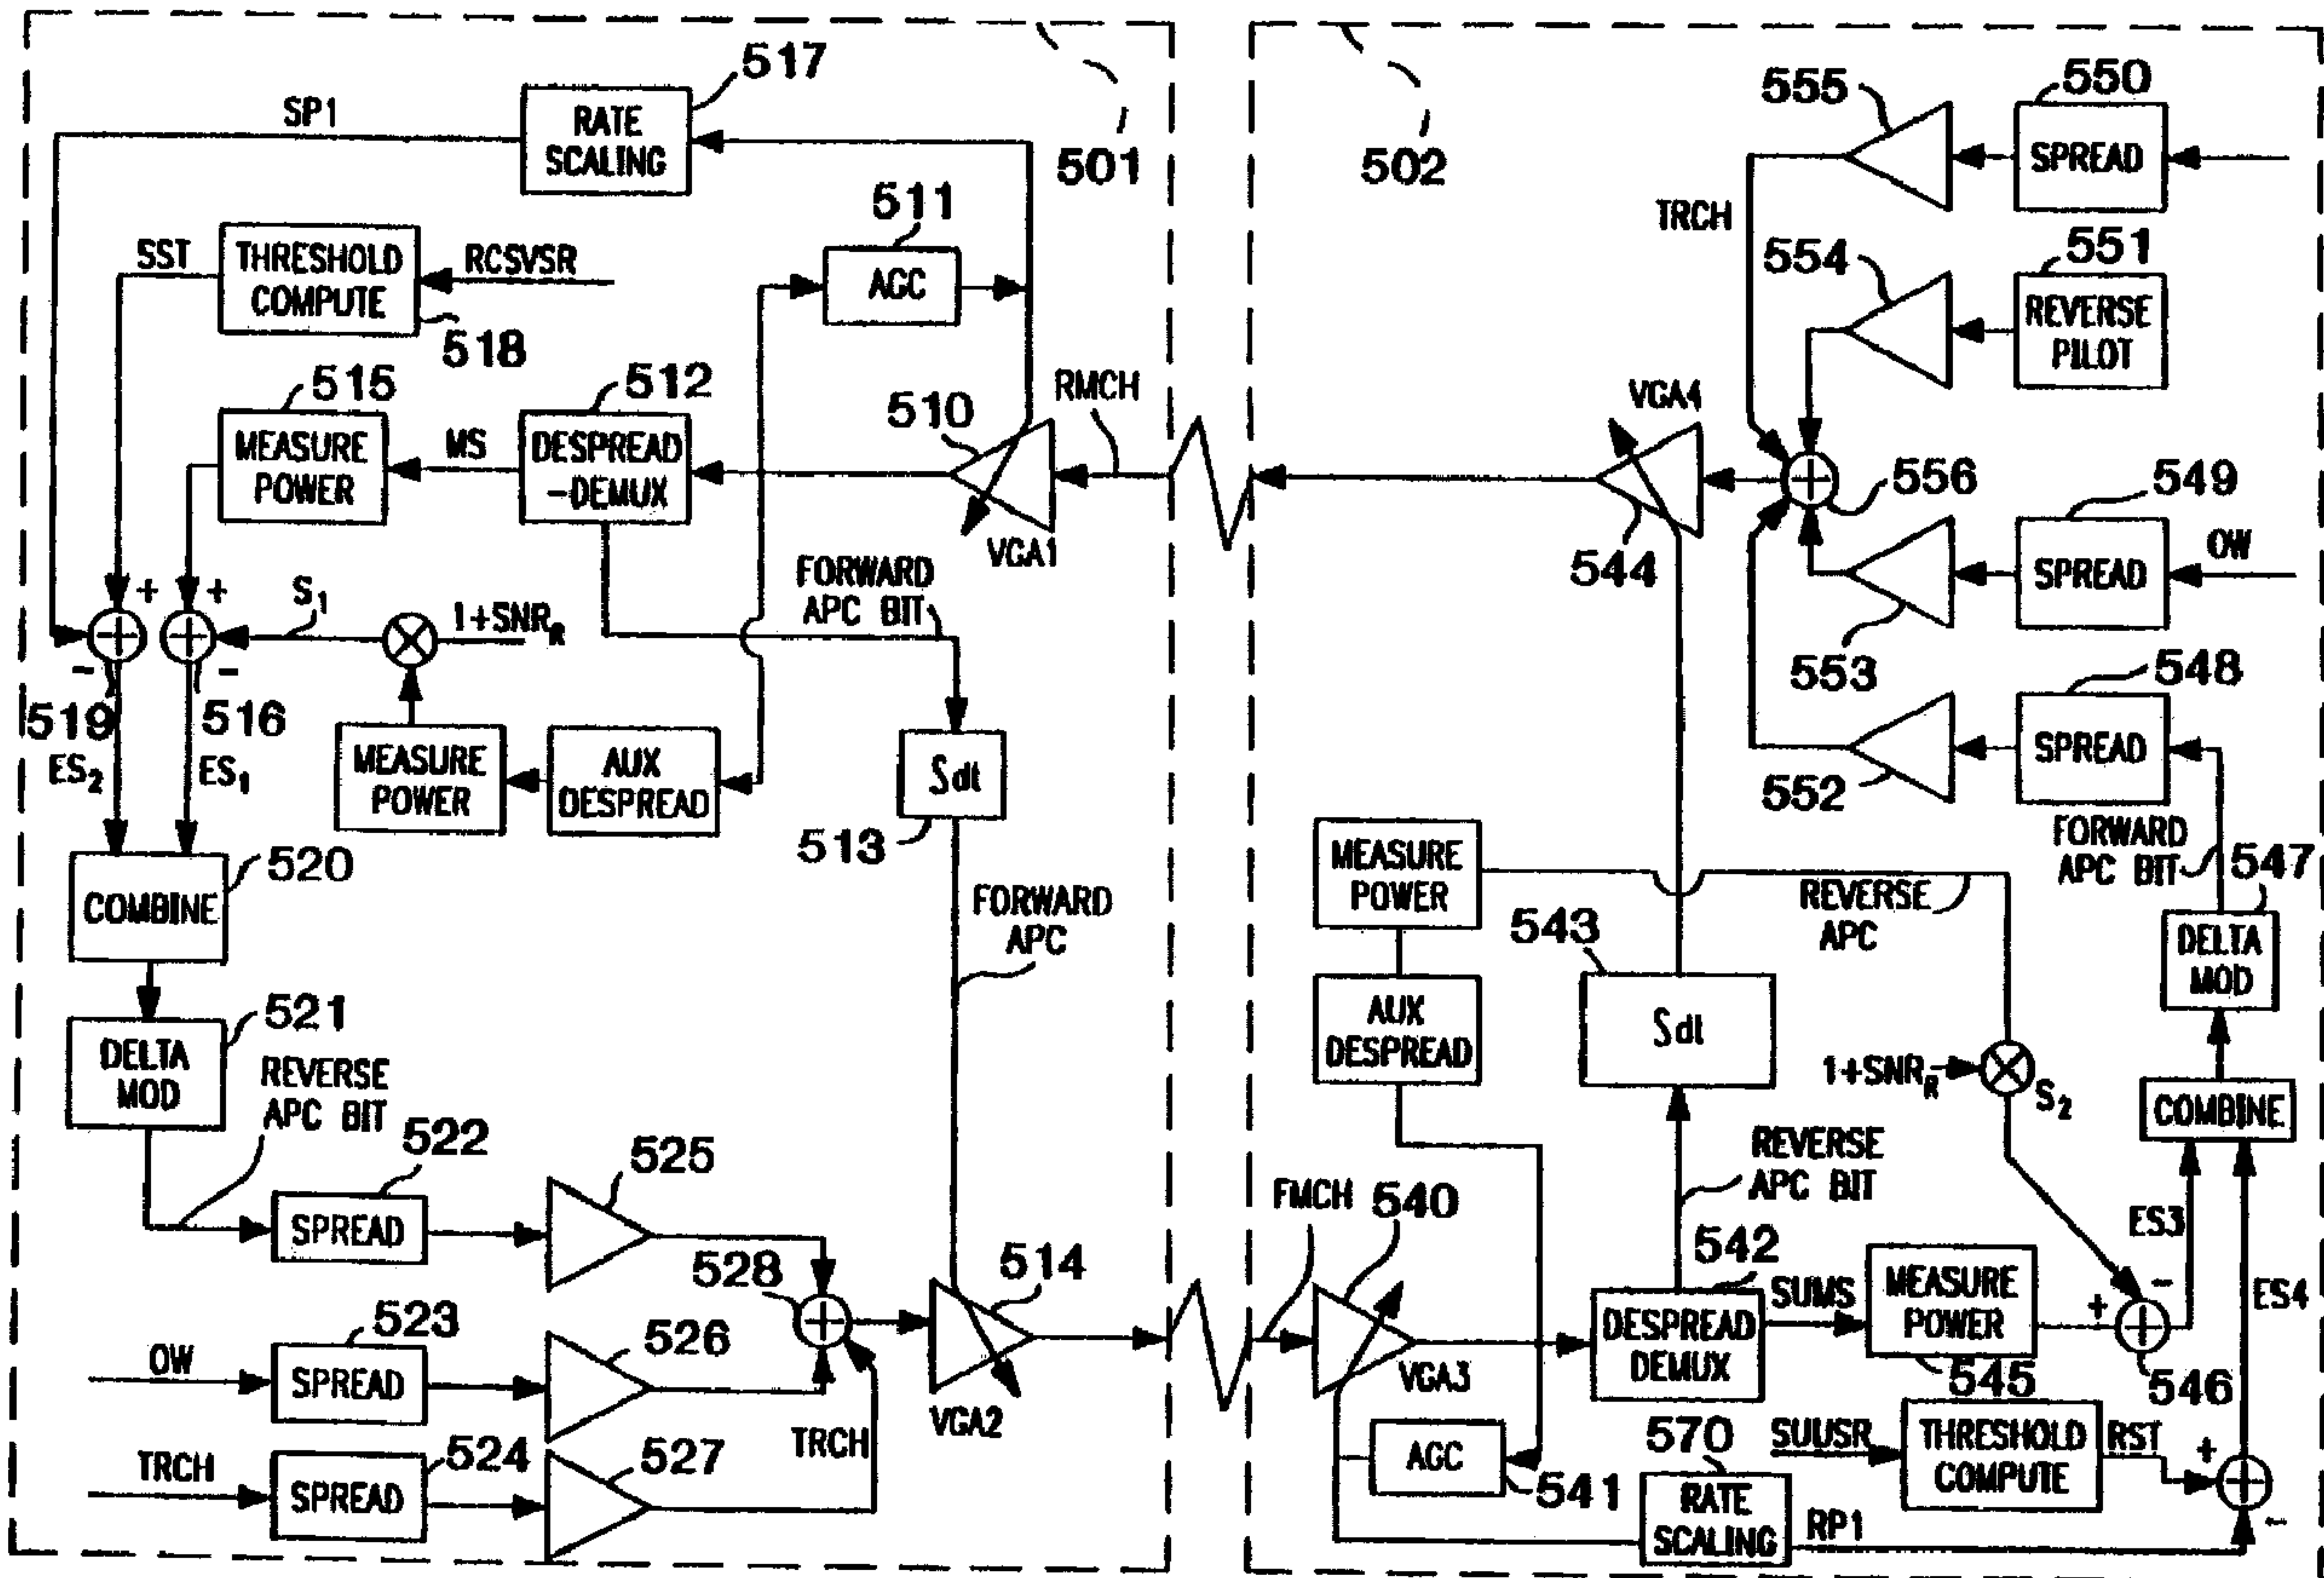 517
SP1
RATE
SCALING
501
511
SST
THRESHOLD
COMPUTE
RCSVSR
AGC
518
515
512
510
RMCH
MEASURE
POWER
MS
DESPREAD
-DEMUX
VGA1
FORWARD
APC BIT
+
+
S1
1+SNRR
-
-
519
516
ES2
ES1
MEASURE
POWER
AUX
DESPREAD
Sdt
513
520
COMBINE
FORWARD
APC
521
DELTA
MOD
REVERSE
APC BIT
522
525
SPREAD
528
514
523
526
OW
SPREAD
VGA2
TRCH
524
527
TRCH
SPREAD
502
555
550
SPREAD
TRCH
554
551
REVERSE
PILOT
VGA4
556
549
544
OW
SPREAD
553
548
SPREAD
552
FORWARD
APC BIT
547
MEASURE
POWER
REVERSE
APC
543
DELTA
MOD
AUX
DESPREAD
Sdt
1+SNRR
S2
COMBINE
REVERSE
APC BIT
FMCH
540
542
ES3
ES4
SUMS
MEASURE
POWER
-
+
DESPREAD
DEMUX
VGA3
545
546
570
SUUSR
THRESHOLD
COMPUTE
RST
+
AGC
541
RATE
SCALING
RP1
-